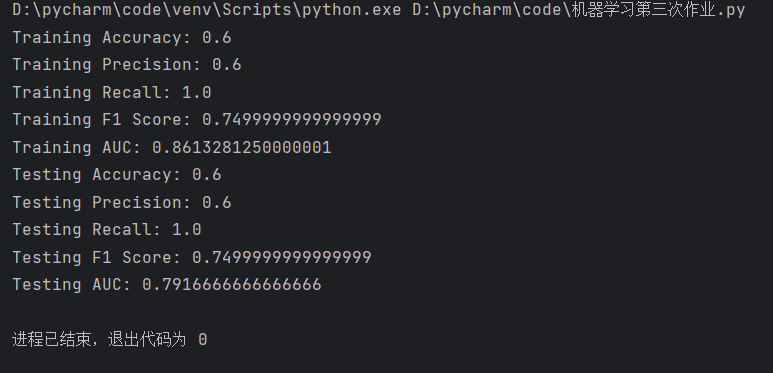 D:\pycharm\code\venv\Scripts\python.exe D:\pycharm\code\机器学习第三次作业.py
Training Accuracy: 0.6
Training Precision: 0.6
Training Recall: 1.0
Training F1 Score: 0.7499999999999999
Training AUC: 0.8613281250000001
Testing Accuracy: 0.6
Testing Precision: 0.6
Testing Recall: 1.0
Testing F1 Score: 0.7499999999999999
Testing AUC: 0.7916666666666666
进程已结束，退出代码为 0